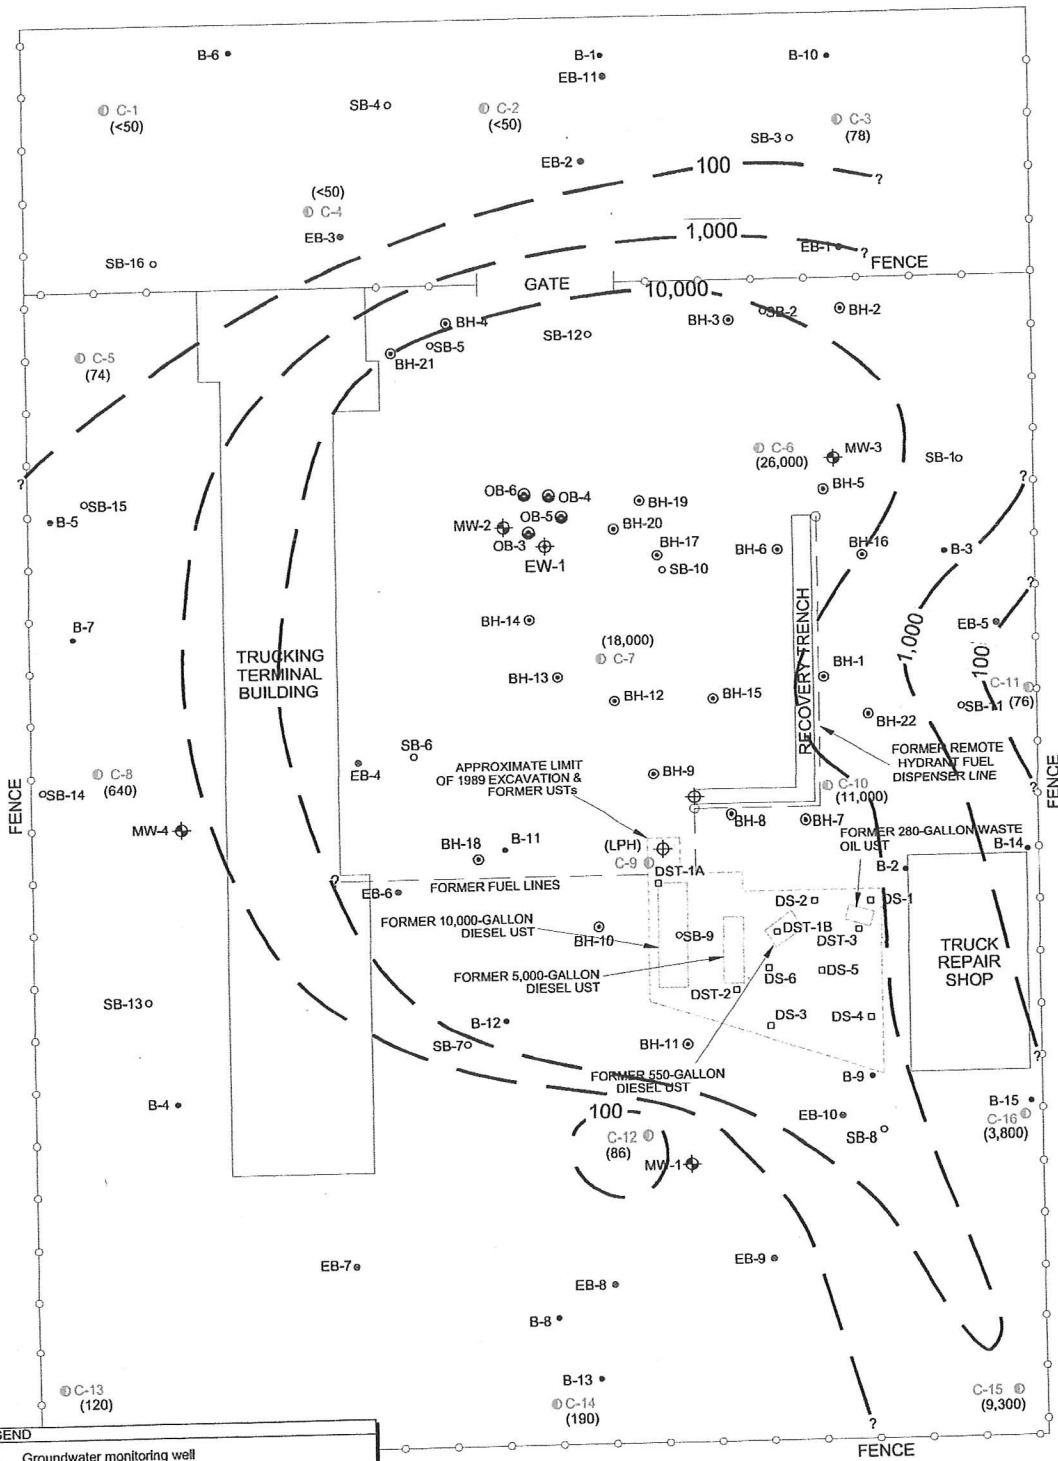 B-6
B-1
B-10
EB-11
C-1
(<50)
SB-4
C-2
(<50)
C-3
(78)
SB-3
EB-2
100
?
(<50)
C-4
EB-3
1,000
EB-1
?
FENCE
SB-16
GATE
10,000
BH-4
BH-3
SB-2
BH-2
SB-12
SB-5
BH-21
C-5
(74)
C-6
(26,000)
MW-3
SB-1
?
?
BH-5
OB-6
OB-4
BH-19
SB-15
B-5
MW-2
OB-5
BH-20
OB-3
EW-1
BH-17
SB-10
BH-6
BH-16
B-3
?
BH-14
EB-5
1,000
B-7
(18,000)
C-7
TRUCKING
TERMINAL
BUILDING
RECOVERY TRENCH
100
BH-13
BH-1
C-11
(76)
BH-12
BH-15
SB-11
BH-22
SB-6
EB-4
APPROXIMATE LIMIT
OF 1989 EXCAVATION &
FORMER USTs
FORMER REMOTE
HYDRANT FUEL
DISPENSER LINE
FENCE
FENCE
C-8
(640)
SB-14
BH-9
C-10
(11,000)
?
MW-4
BH-8
BH-7
FORMER 280-GALLON WASTE
OIL UST
B-11
BH-18
(LPH)
C-9
B-14
B-2
DST-1A
?
EB-6
FORMER FUEL LINES
DS-2
DS-1
FORMER 10,000-GALLON
DIESEL UST
BH-10
SB-9
DST-1B
DST-3
TRUCK
REPAIR
SHOP
FORMER 5,000-GALLON
DIESEL UST
DS-6
DS-5
DST-2
SB-13
B-12
DS-3
DS-4
SB-7
BH-11
?
FORMER 550-GALLON
DIESEL UST
B-9
B-4
100
EB-10
B-15
C-16
(3,800)
C-12
(86)
SB-8
MW-1
EB-7
EB-9
EB-8
B-8
C-13
(120)
B-13
C-14
(190)
C-15
(9,300)
?
FENCE
Groundwater monitoring well